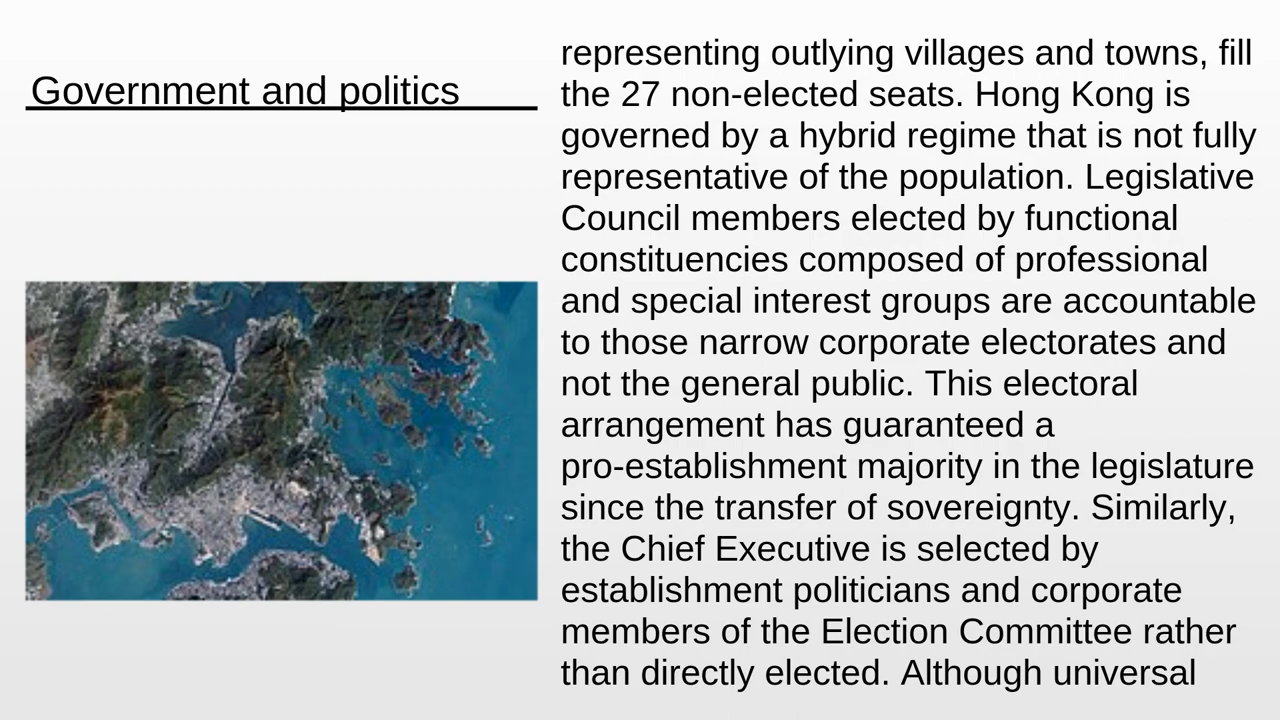 Government and politics
representing outlying villages and towns, fill
the 27 non-elected seats. Hong Kong is
governed by a hybrid regime that is not fully
representative of the population. Legislative
Council members elected by functional
constituencies composed of professional
and special interest groups are accountable
to those narrow corporate electorates and
not the general public. This electoral
arrangement has guaranteed a
pro-establishment majority in the legislature
since the transfer of sovereignty. Similarly,
the Chief Executive is selected by
establishment politicians and corporate
members of the Election Committee rather
than directly elected. Although universal